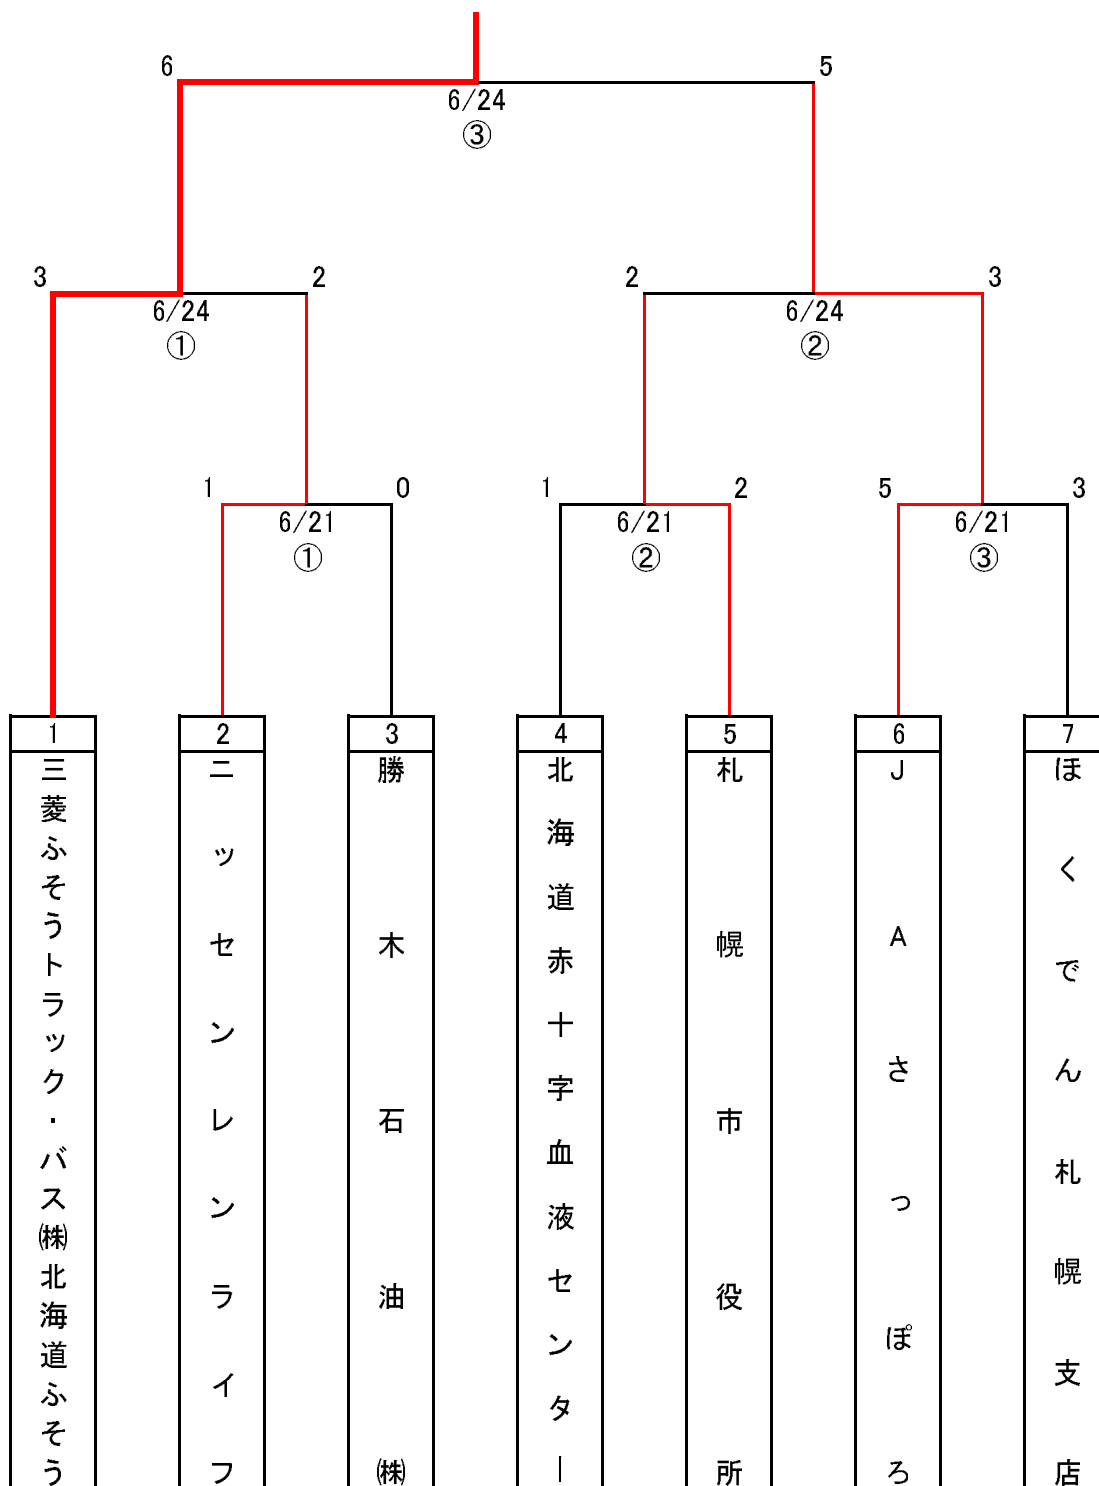 6 5
6/24
③
3 2 2 3
6/24 6/24
① ②
1 0 1 2 5 3
6/21 6/21 6/21
① ② ③
1 2 3 4 5 6 7
三菱ふそうトラック・バス㈱北海道ふそう
ニッセンレンライフ
勝木石油㈱
北海道赤十字血液センター
札幌市役所
JAさっぽろ
ほくでん札幌支店